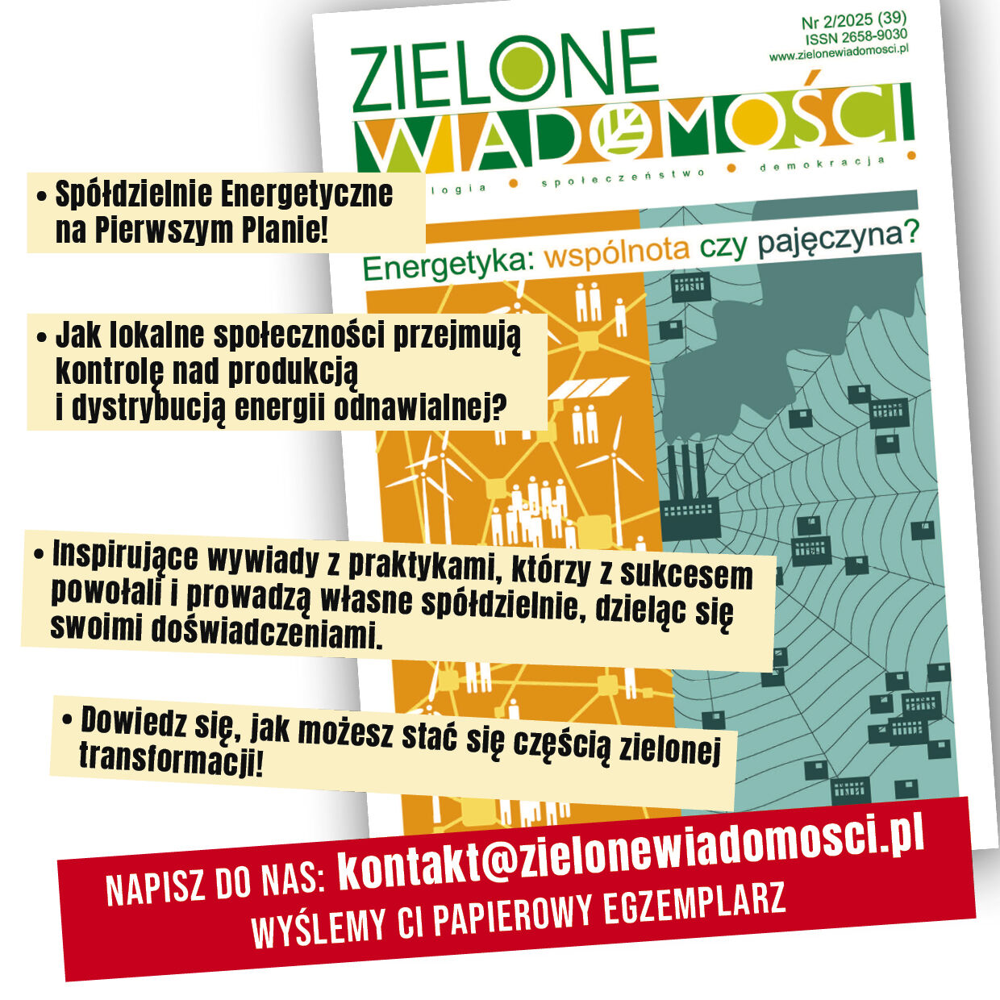 Nr 2/2025 (39)
ISSN 2658-9030
www.zielonewiadomosci.pl
ZIELONE
WIADOMOŚCI
logia • społeczeństwo • demokracja •
• Spółdzielnie Energetyczne
na Pierwszym Planie!
Energetyka: wspólnota czy pajęczyna?
• Jak lokalne społeczności przejmują
kontrolę nad produkcją
i dystrybucją energii odnawialnej?
• Inspirujące wywiady z praktykami, którzy z sukcesem
powołali i prowadzą własne spółdzielnie, dzieląc się
swoimi doświadczeniami.
• Dowiedz się, jak możesz stać się częścią zielonej
transformacji!
NAPISZ DO NAS: kontakt@zielonewiadomosci.pl
WYŚLEMY CI PAPIEROWY EGZEMPLARZ